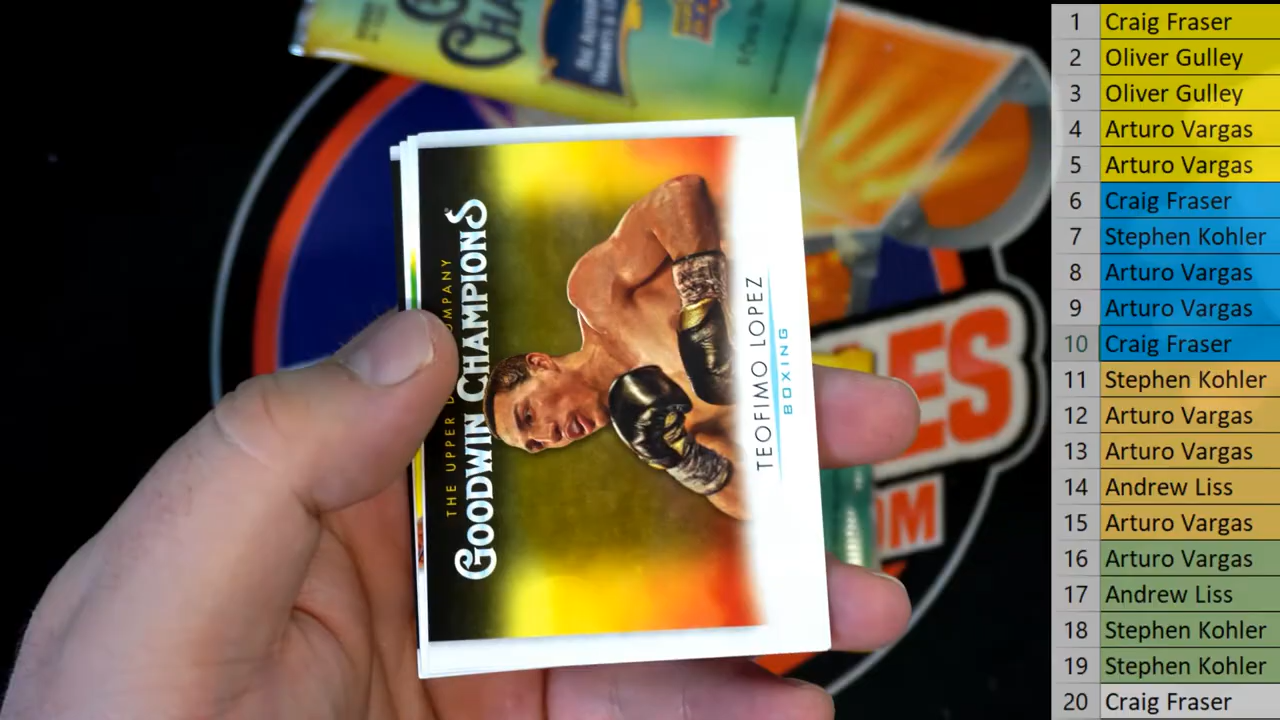 THE UPPER D COMPANY
GOODWIN CHAMPIONS
TEOFIMO LOPEZ
BOXING
1 Craig Fraser
2 Oliver Gulley
3 Oliver Gulley
4 Arturo Vargas
5 Arturo Vargas
6 Craig Fraser
7 Stephen Kohler
8 Arturo Vargas
9 Arturo Vargas
10 Craig Fraser
11 Stephen Kohler
12 Arturo Vargas
13 Arturo Vargas
14 Andrew Liss
15 Arturo Vargas
16 Arturo Vargas
17 Andrew Liss
18 Stephen Kohler
19 Stephen Kohler
20 Craig Fraser